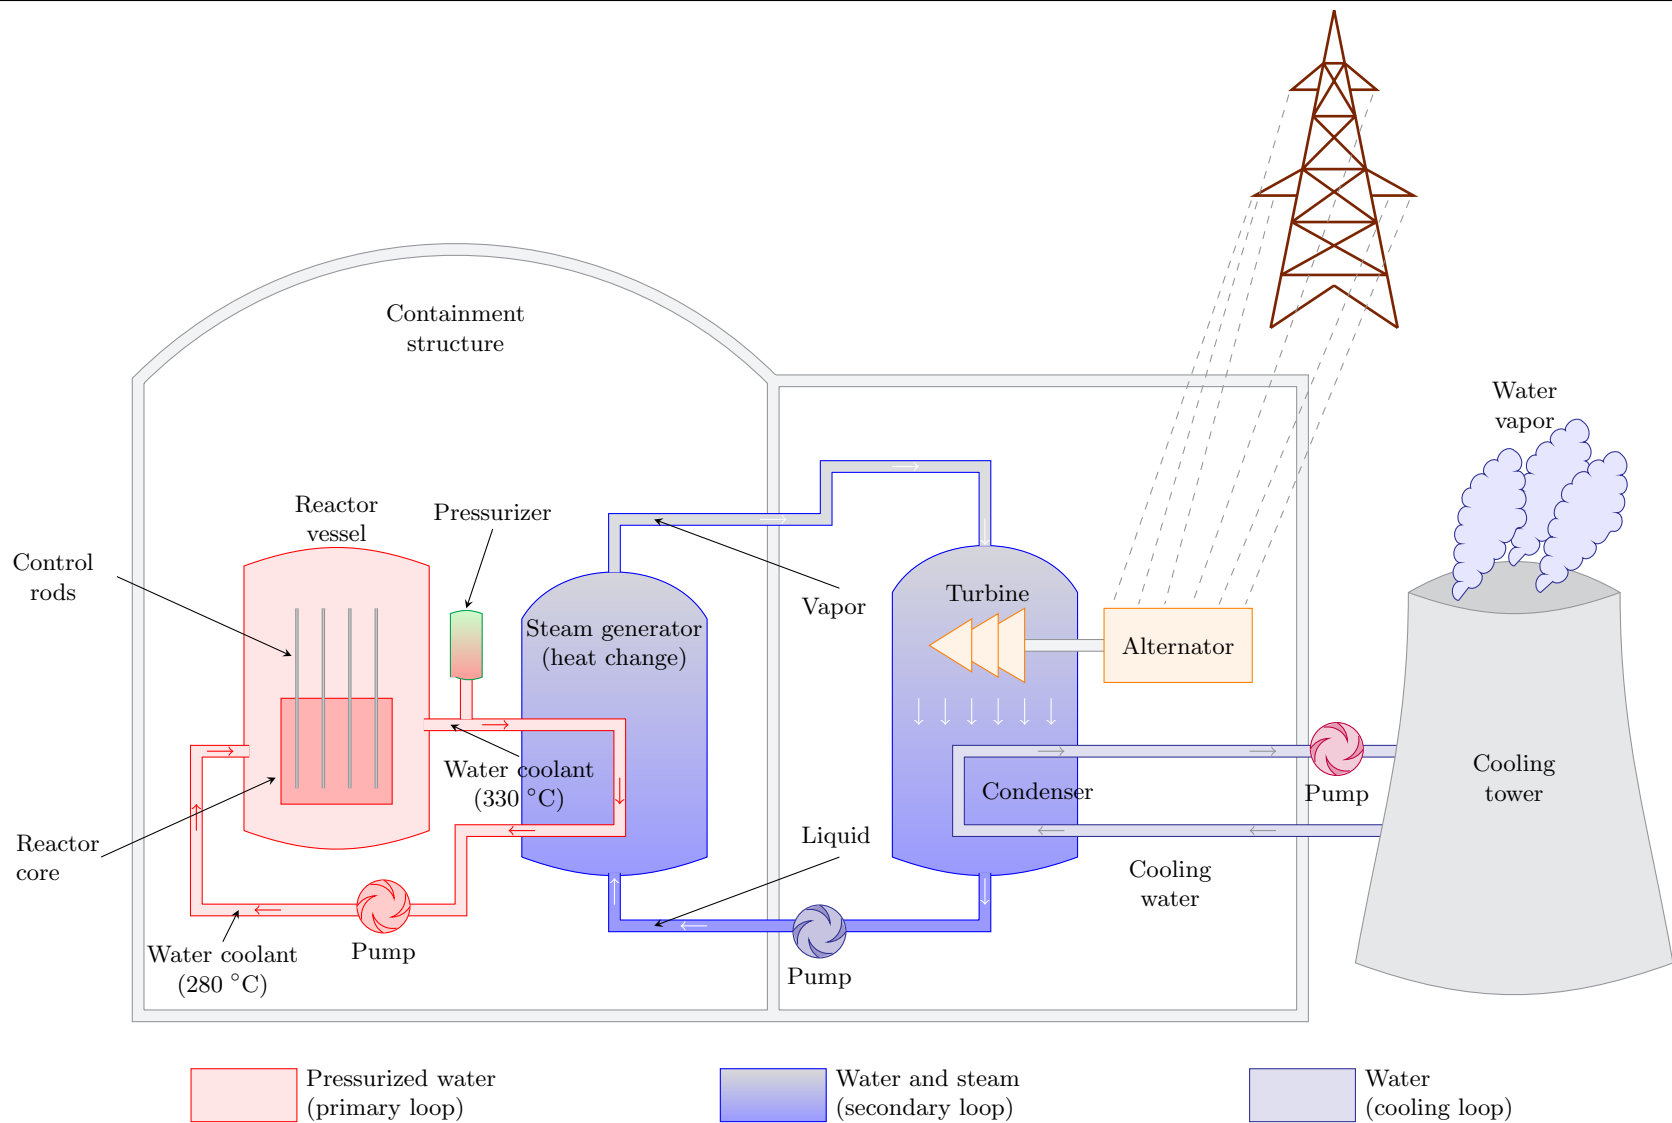 Water
vapor
Containment
structure
Reactor
vessel
Pressurizer
Control
rods
Turbine
Vapor
Steam generator
(heat change)
Alternator
Water coolant
(330 °C)
Condenser
Pump
Cooling
tower
Liquid
Reactor
core
Cooling
water
Water coolant
(280 °C)
Pump
Pump
Pressurized water
(primary loop)
Water and steam
(secondary loop)
Water
(cooling loop)